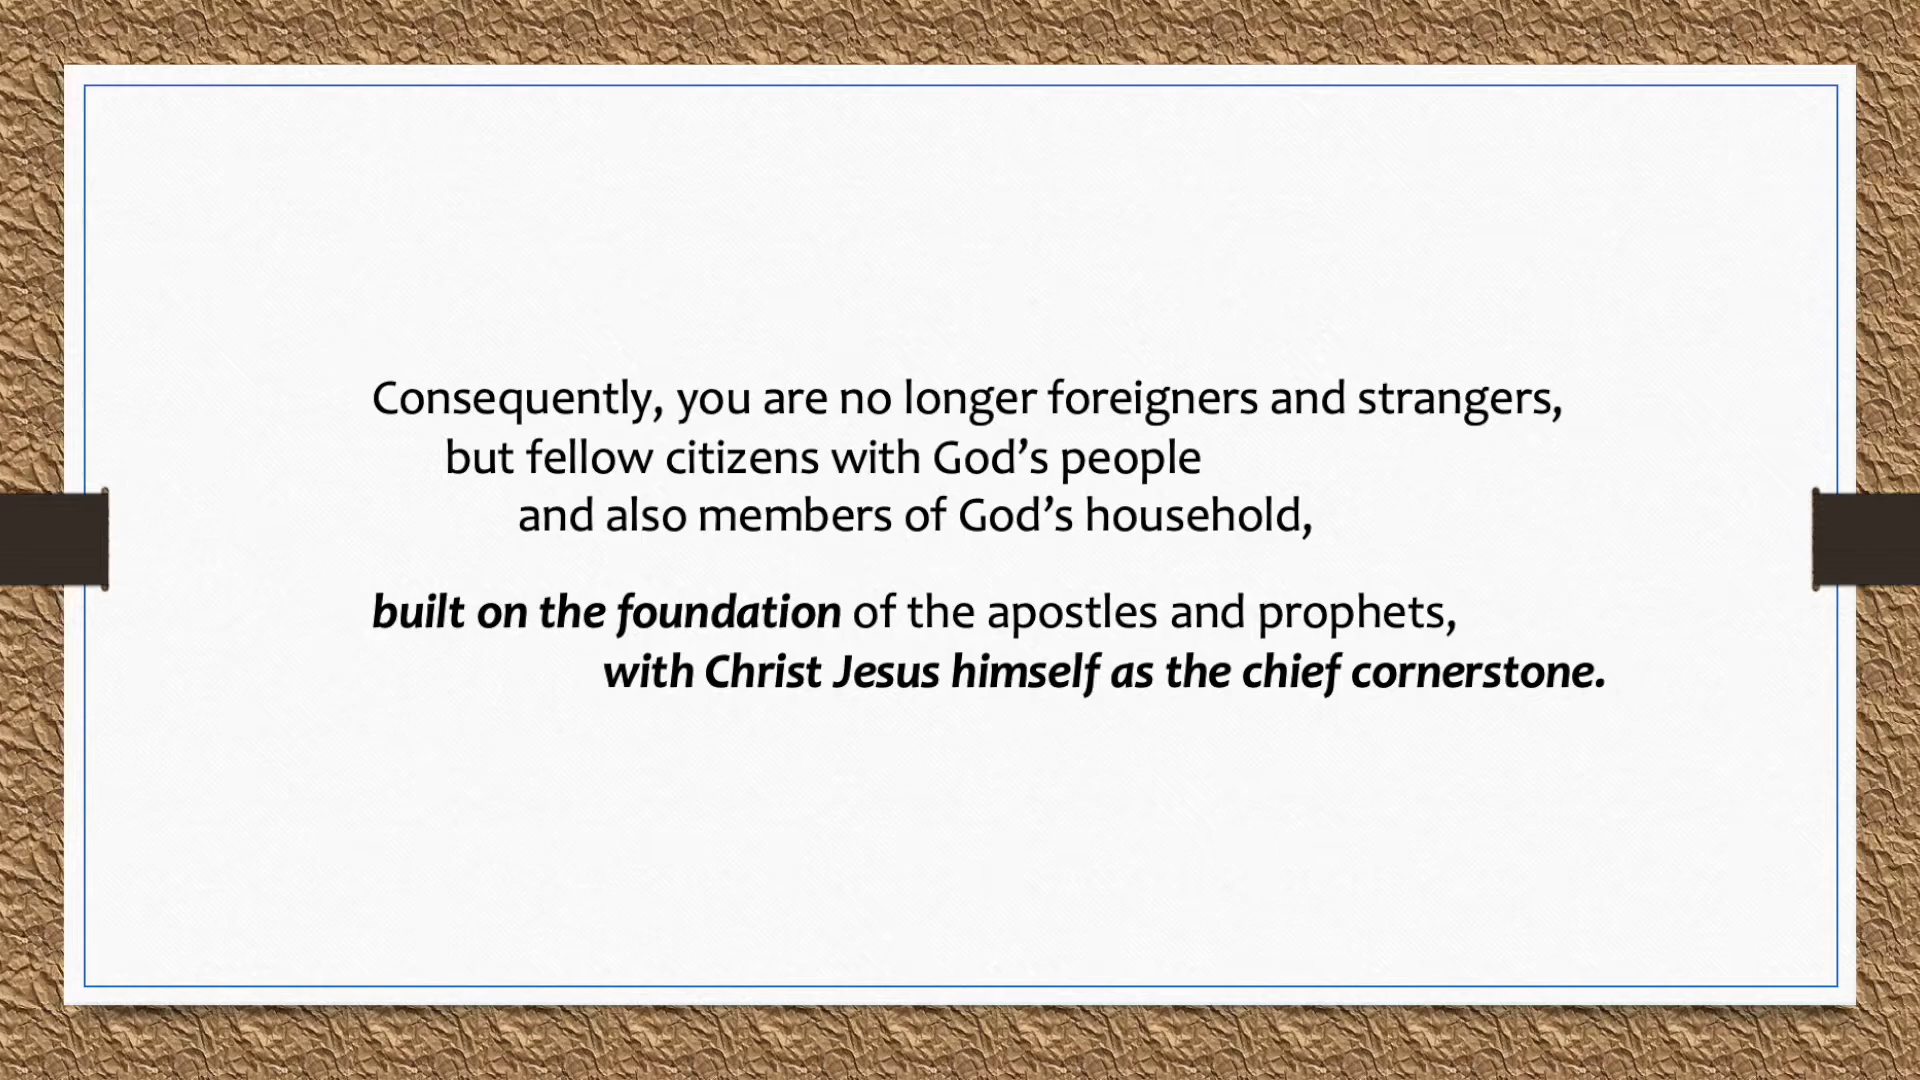 Consequently, you are no longer foreigners and strangers,
but fellow citizens with God’s people
and also members of God’s household,
built on the foundation of the apostles and prophets,
with Christ Jesus himself as the chief cornerstone.